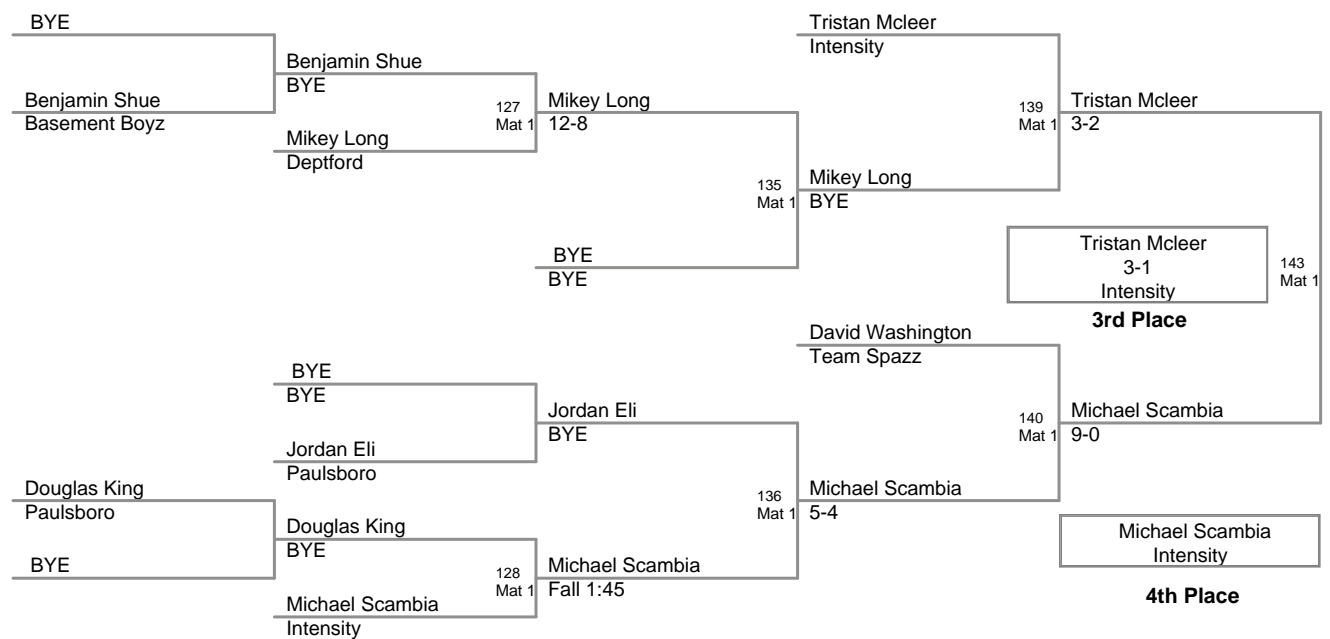 BYE
Tristan Mcleer
Intensity
Benjamin Shue
BYE
Benjamin Shue
Basement Boyz
127
Mat 1
Mikey Long
12-8
139
Mat 1
Tristan Mcleer
3-2
Mikey Long
Deptford
135
Mat 1
Mikey Long
BYE
BYE
BYE
Tristan Mcleer
3-1
Intensity
3rd Place
143
Mat 1
David Washington
Team Spazz
BYE
BYE
Jordan Eli
BYE
140
Mat 1
Michael Scambia
9-0
Jordan Eli
Paulsboro
Douglas King
Paulsboro
136
Mat 1
Michael Scambia
5-4
Douglas King
BYE
Michael Scambia
Intensity
4th Place
BYE
128
Mat 1
Michael Scambia
Fall 1:45
Michael Scambia
Intensity